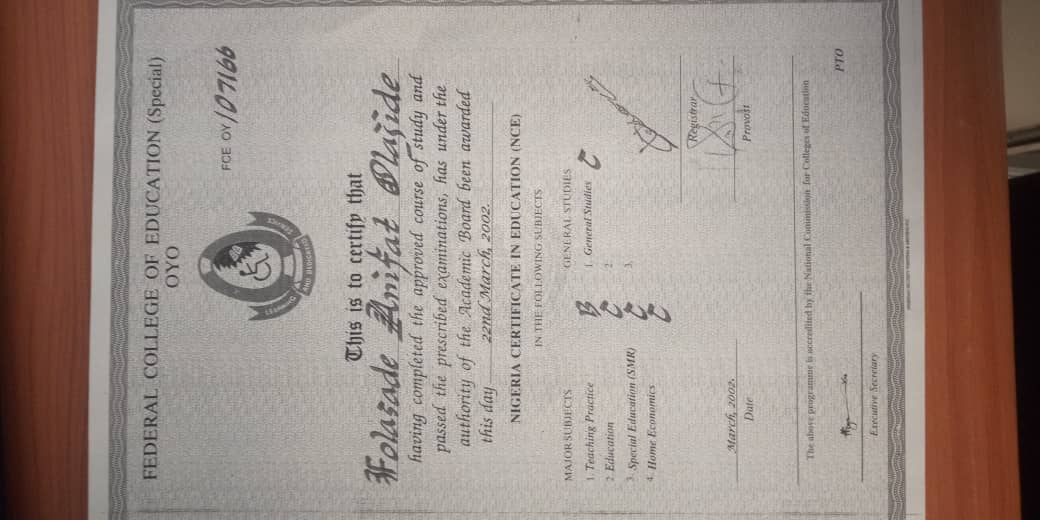 FEDERAL COLLEGE OF EDUCATION (Special)
OYO
FCE OY/07166
LEARNING SERVICE
AND DEDICATION
This is to certify that
Folasade Anifat Olajide
having completed the approved course of study and
passed the prescribed examinations, has under the
authority of the Academic Board been awarded
this day 22nd March, 2002.
NIGERIA CERTIFICATE IN EDUCATION (NCE)
IN THE FOLLOWING SUBJECTS
MAJOR SUBJECTS
1. Teaching Practice B
2. Education C
3. Special Education (SMR) C
4. Home Economics C
GENERAL STUDIES
1. General Studies C
2.
3.
Registrar
March, 2002.
Date
Provost
The above programme is accredited by the National Commission for Colleges of Education
Executive Secretary
PTO